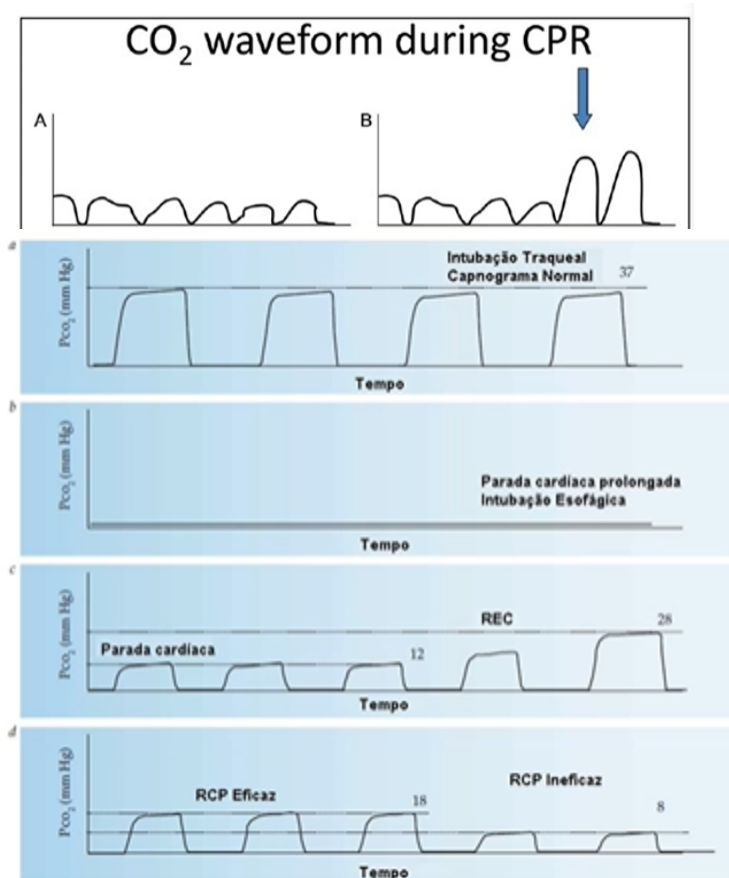 CO₂ waveform during CPR
A
B
a
Intubação Traqueal
Capnograma Normal
37
Pco₂ (mm Hg)
Tempo
b
Pco₂ (mm Hg)
Parada cardíaca prolongada
Intubação Esofágica
Tempo
c
Pco₂ (mm Hg)
REC
28
Parada cardíaca
12
Tempo
d
Pco₂ (mm Hg)
RCP Eficaz
18
RCP Ineficaz
8
Tempo